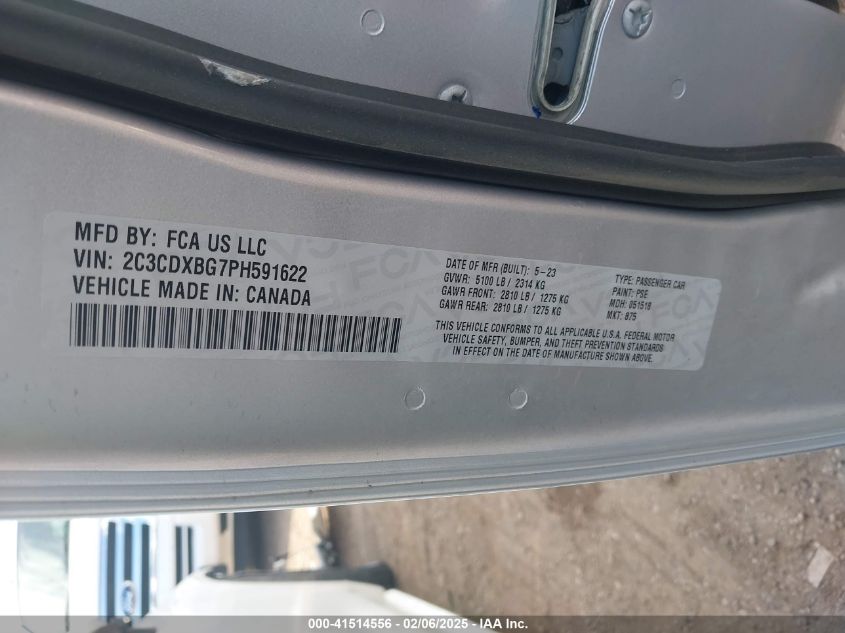 MFD BY: FCA US LLC
VIN: 2C3CDXBG7PH591622
VEHICLE MADE IN: CANADA
DATE OF MFR (BUILT): 5-23
GVWR: 5100 LB / 2314 KG
GAWR FRONT: 2810 LB / 1275 KG
GAWR REAR: 2810 LB / 1275 KG
TYPE: PASSENGER CAR
PAINT: PSE
MDH: 051518
MKT: 875
THIS VEHICLE CONFORMS TO ALL APPLICABLE U.S.A. FEDERAL MOTOR
VEHICLE SAFETY, BUMPER, AND THEFT PREVENTION STANDARDS
IN EFFECT ON THE DATE OF MANUFACTURE SHOWN ABOVE.
000-41514556 - 02/06/2025 - IAA Inc.